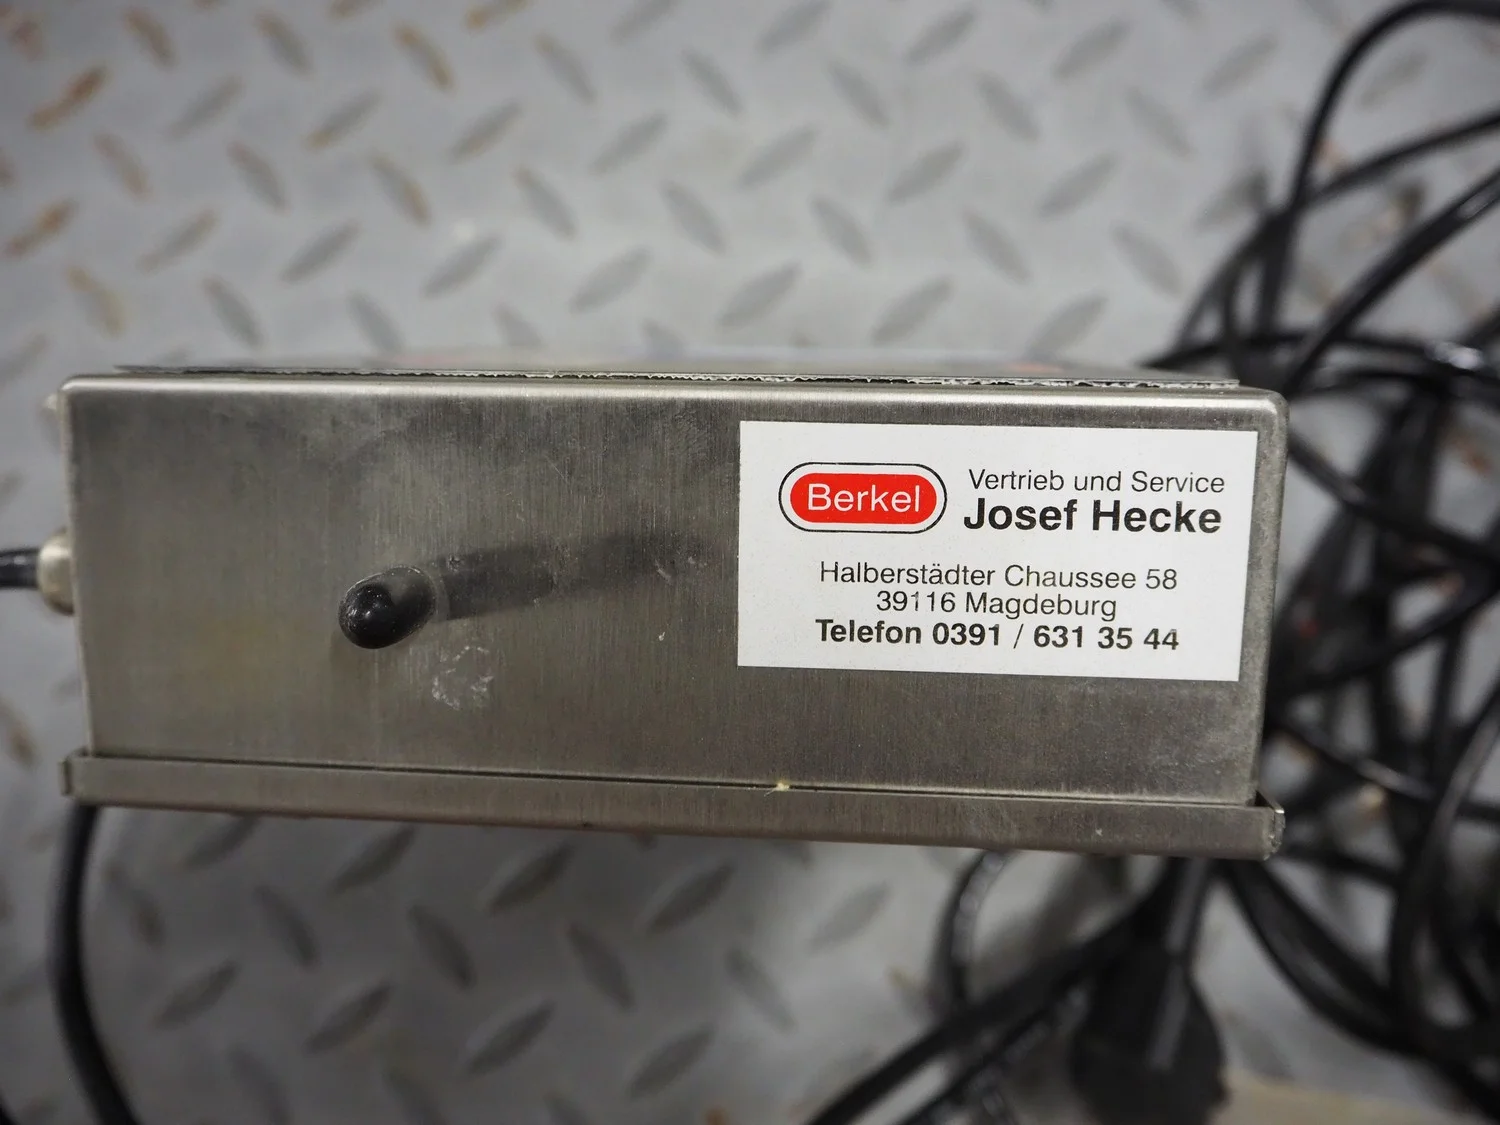 Berkel
Vertrieb und Service
Josef Hecke
Halberstädter Chaussee 58
39116 Magdeburg
Telefon 0391 / 631 35 44